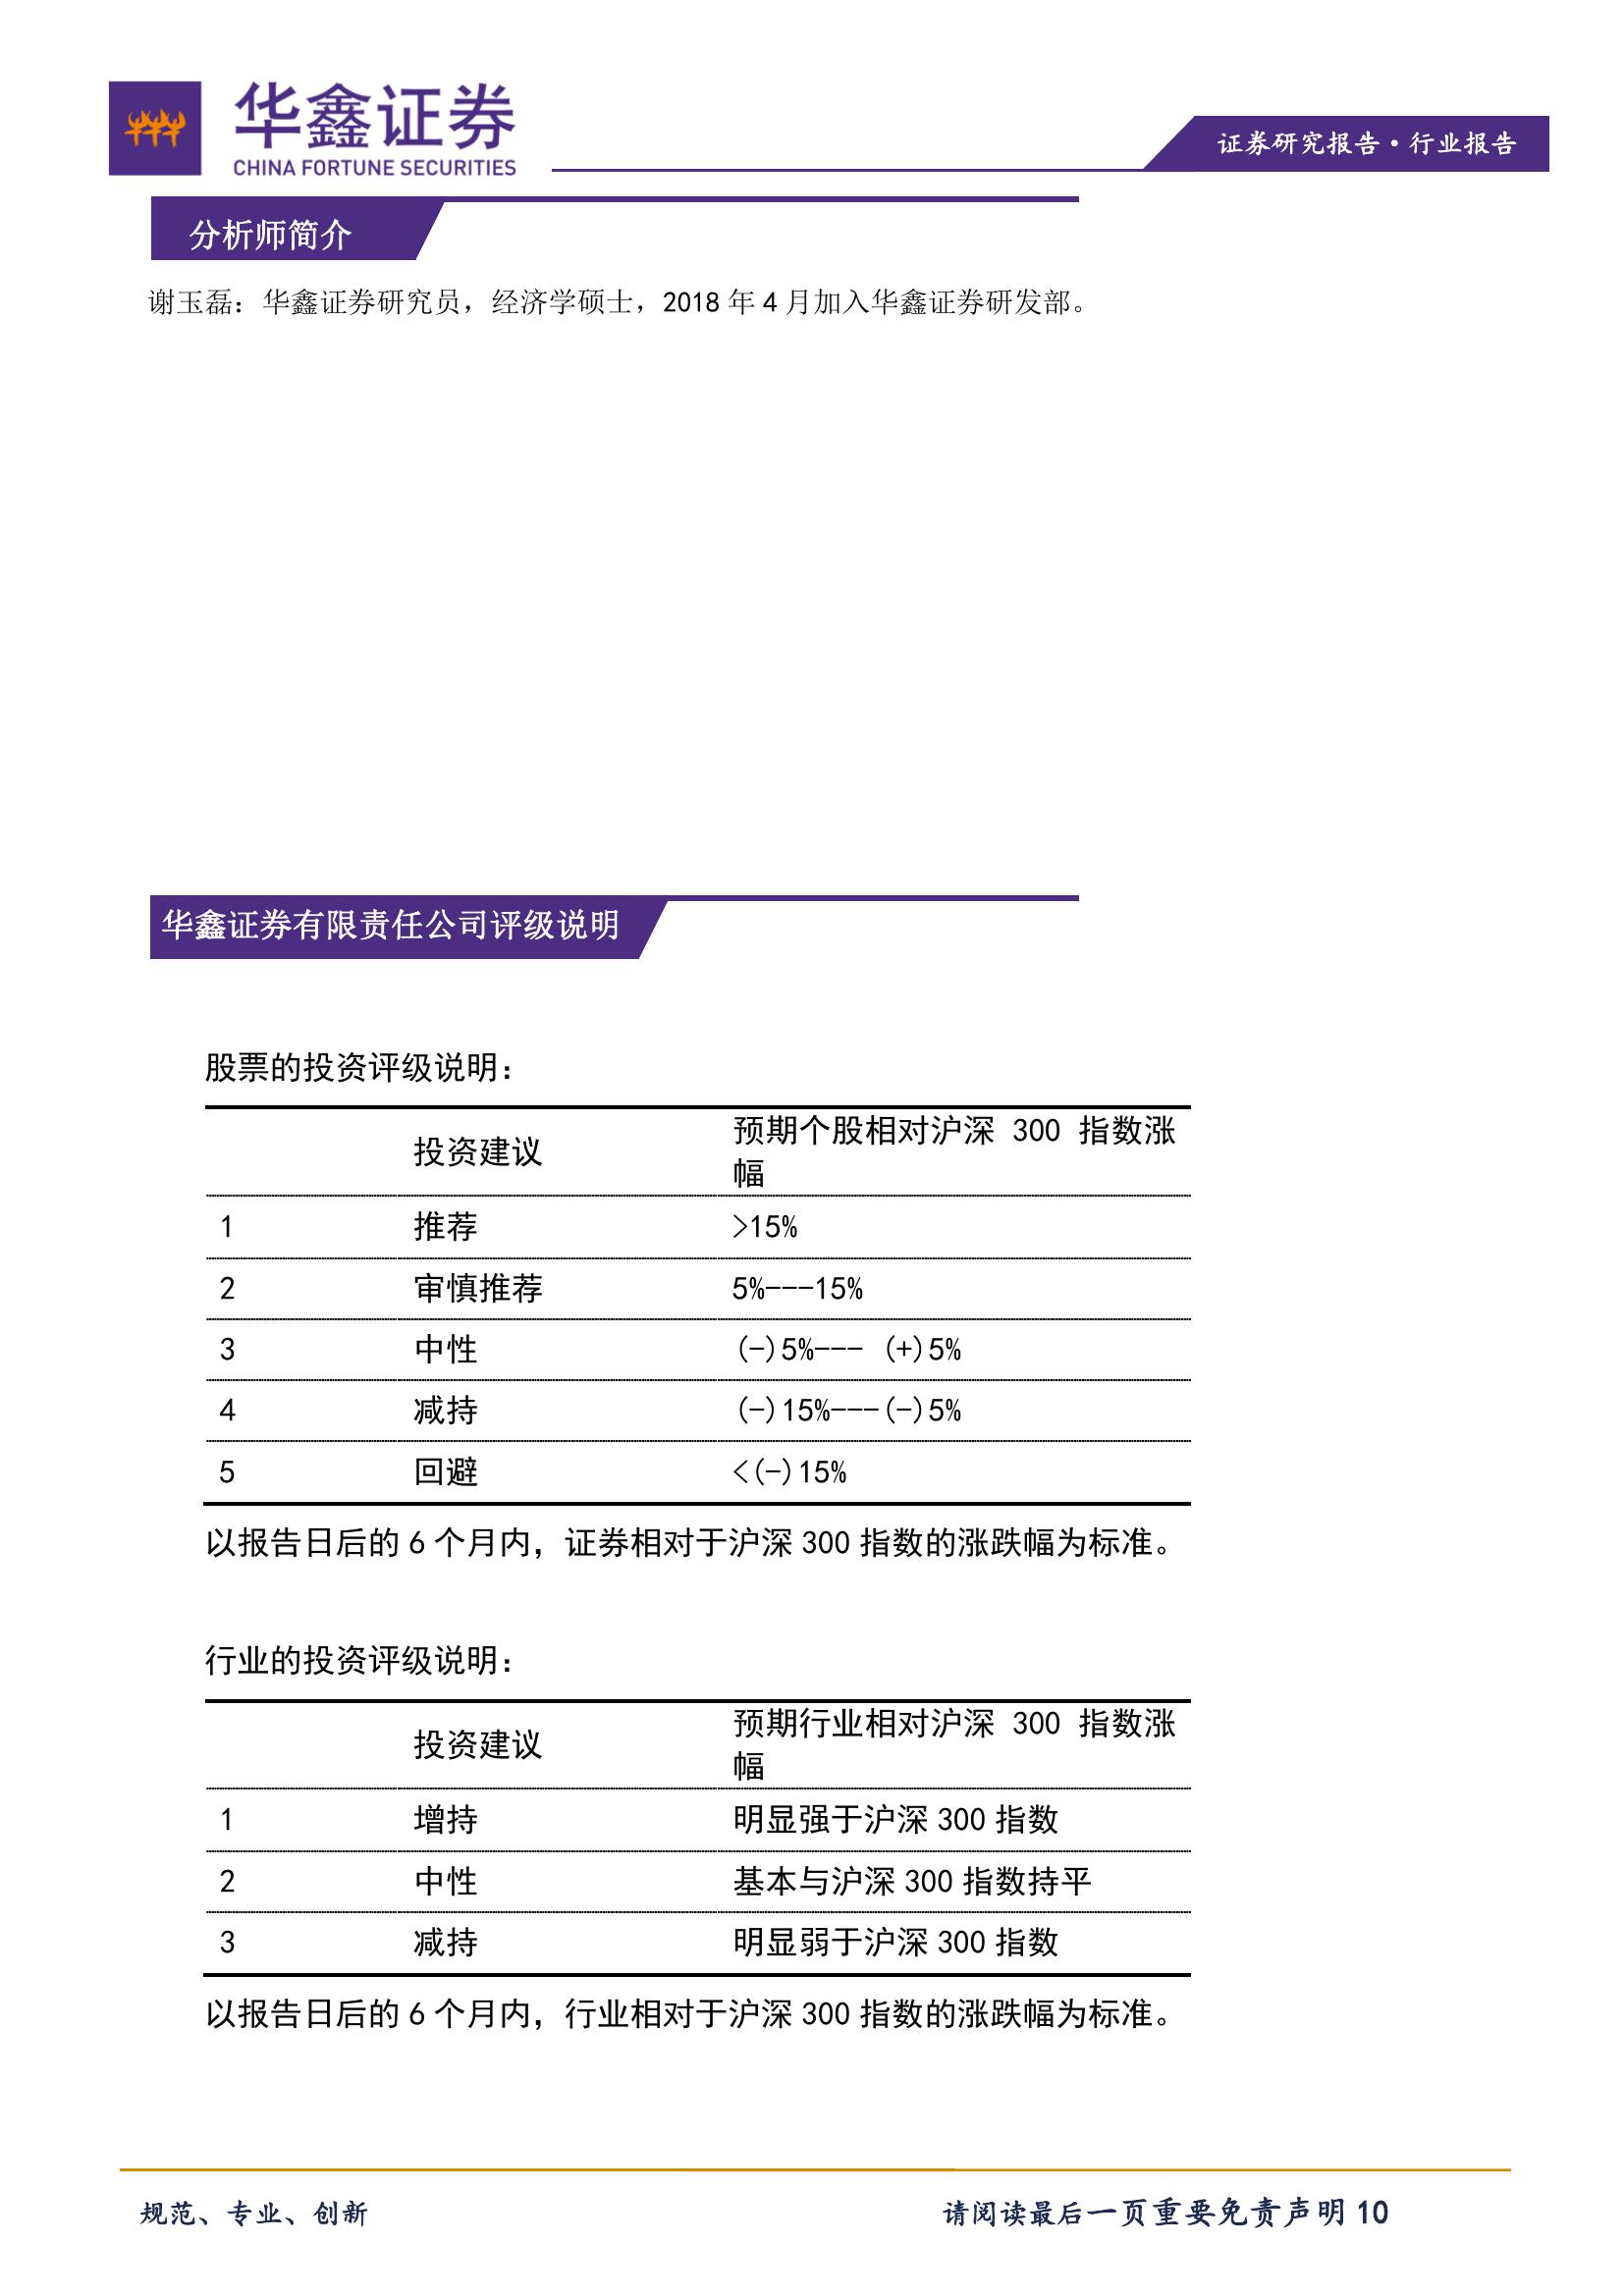 华鑫证券
CHINA FORTUNE SECURITIES
证券研究报告·行业报告
分析师简介
谢玉磊：华鑫证券研究员，经济学硕士，2018 年 4 月加入华鑫证券研发部。
华鑫证券有限责任公司评级说明
股票的投资评级说明：
投资建议 预期个股相对沪深 300 指数涨
幅
1 推荐 >15%
2 审慎推荐 5%---15%
3 中性 (-)5%--- (+)5%
4 减持 (-)15%---(-)5%
5 回避 <(-)15%
以报告日后的 6 个月内，证券相对于沪深 300 指数的涨跌幅为标准。
行业的投资评级说明：
投资建议 预期行业相对沪深 300 指数涨
幅
1 增持 明显强于沪深 300 指数
2 中性 基本与沪深 300 指数持平
3 减持 明显弱于沪深 300 指数
以报告日后的 6 个月内，行业相对于沪深 300 指数的涨跌幅为标准。
规范、专业、创新 请阅读最后一页重要免责声明 10